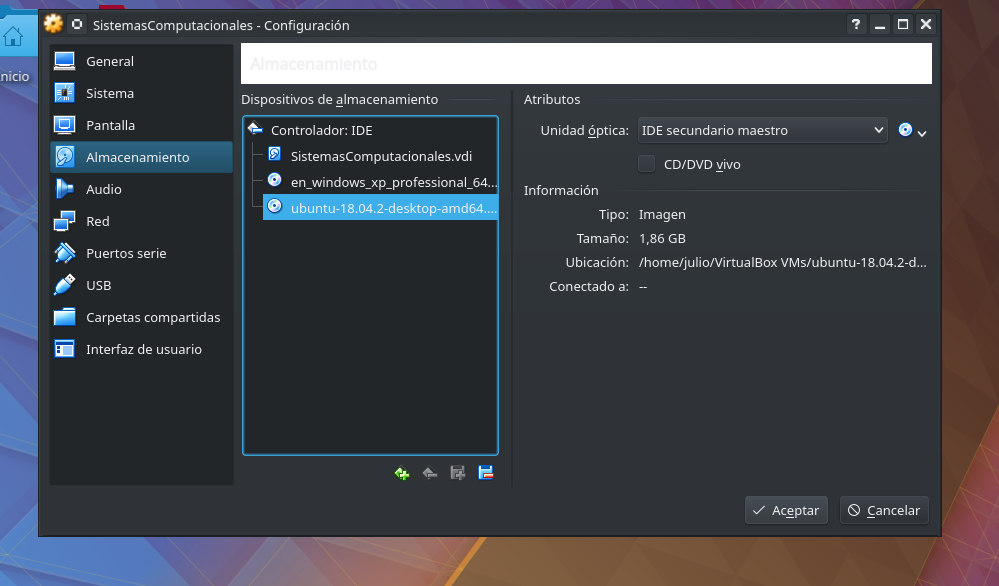 SistemasComputacionales - Configuración
?
nicio
General
Sistema
Pantalla
Almacenamiento
Audio
Red
Puertos serie
USB
Carpetas compartidas
Interfaz de usuario
Almacenamiento
Dispositivos de almacenamiento
Controlador: IDE
SistemasComputacionales.vdi
en_windows_xp_professional_64...
ubuntu-18.04.2-desktop-amd64....
Atributos
Unidad óptica: IDE secundario maestro
CD/DVD vivo
Información
Tipo: Imagen
Tamaño: 1,86 GB
Ubicación: /home/julio/VirtualBox VMs/ubuntu-18.04.2-d...
Conectado a: --
Aceptar
Cancelar